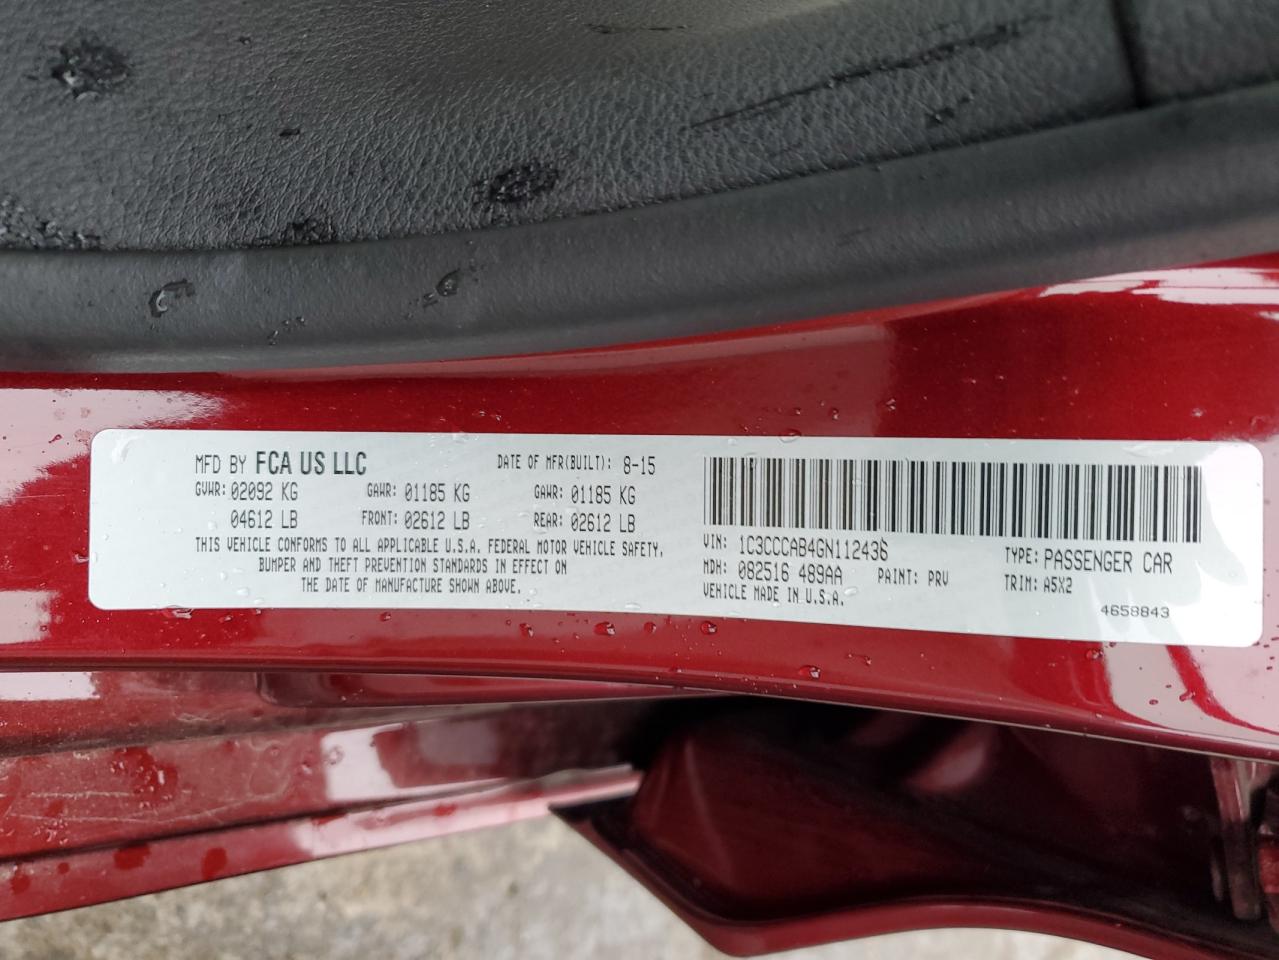 MFD BY FCA US LLC DATE OF MFR(BUILT): 8-15
GVWR: 02092 KG GAWR: 01185 KG GAWR: 01185 KG
04612 LB FRONT: 02612 LB REAR: 02612 LB
THIS VEHICLE CONFORMS TO ALL APPLICABLE U.S.A. FEDERAL MOTOR VEHICLE SAFETY,
BUMPER AND THEFT PREVENTION STANDARDS IN EFFECT ON
THE DATE OF MANUFACTURE SHOWN ABOVE.
VIN: 1C3CCCAB4GN112436 TYPE: PASSENGER CAR
MDH: 082516 489AA PAINT: PRV TRIM: A5X2
VEHICLE MADE IN U.S.A.
4658843